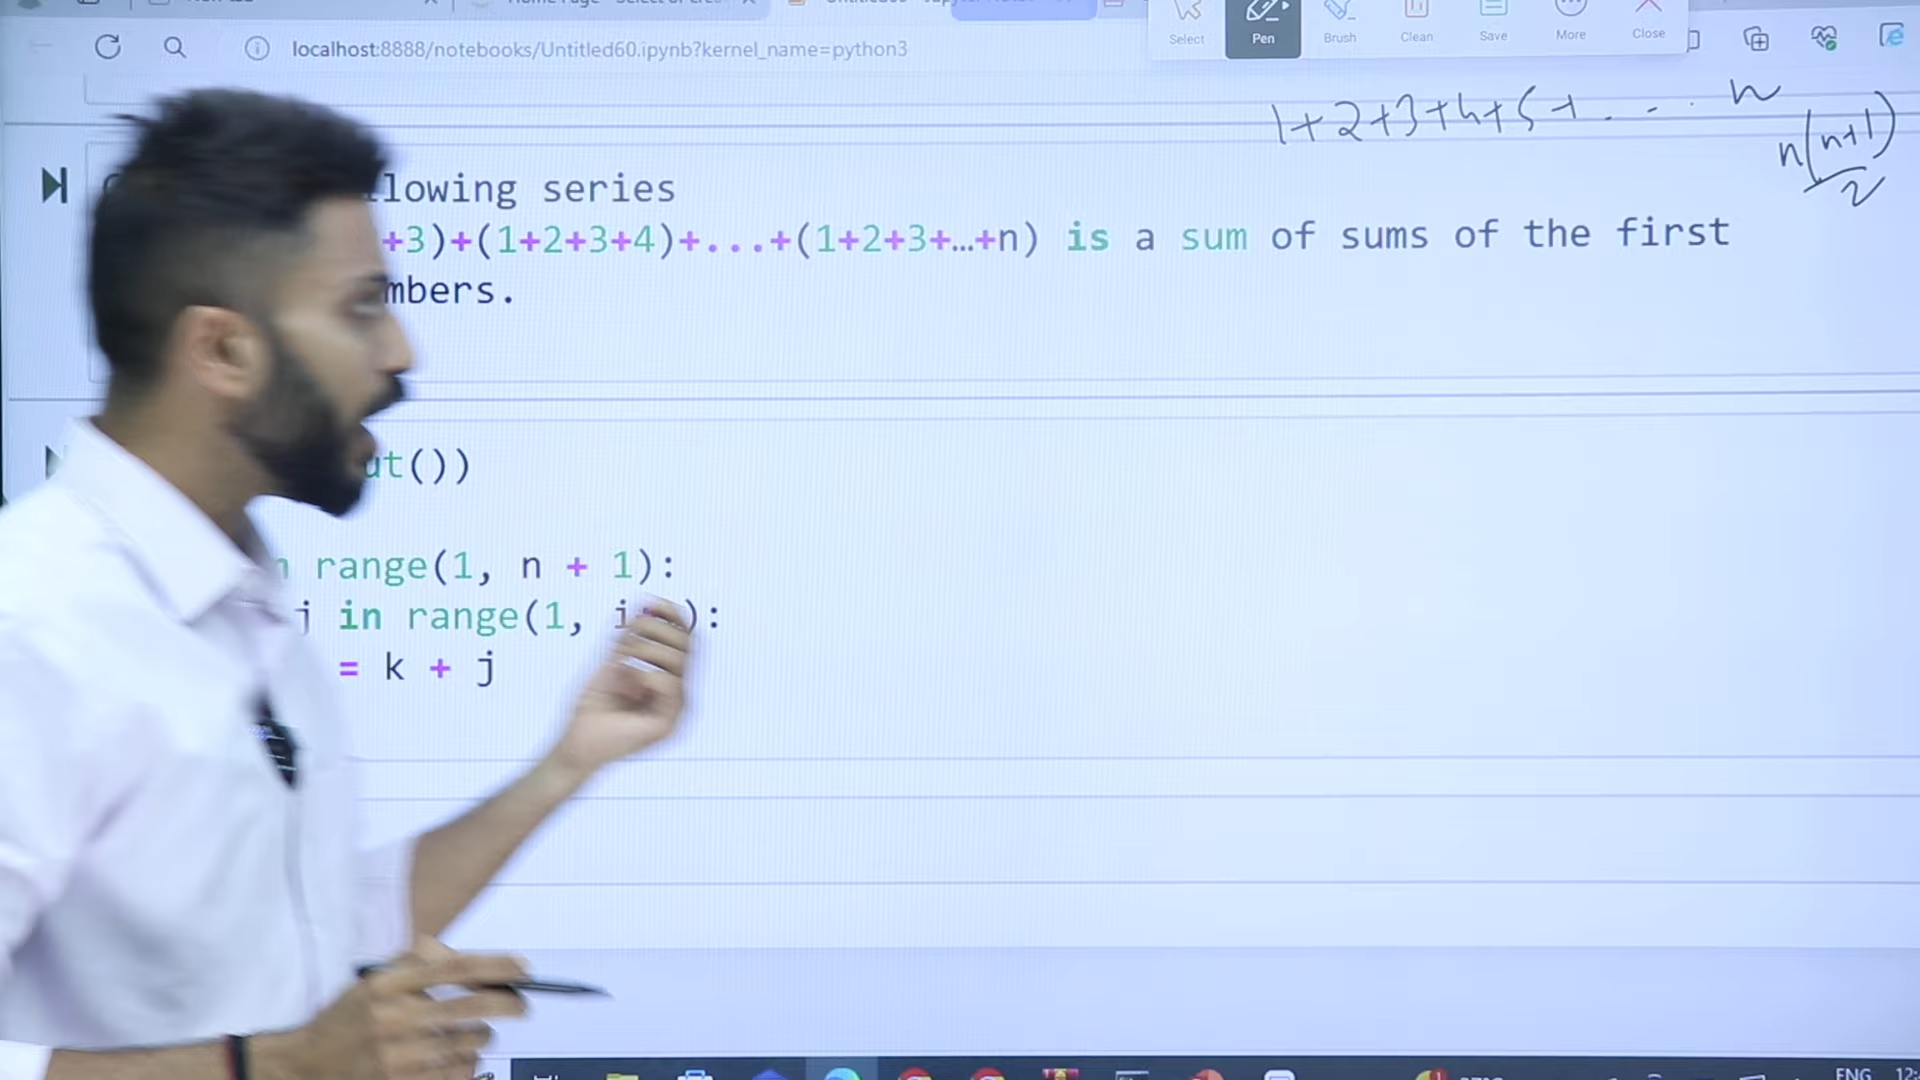 localhost:8888/notebooks/Untitled60.ipynb?kernel_name=python3
Select Pen Brush Clean Save More Close
1+2+3+4+5+ . - . n
n(n+1)
2
lowing series
+3)+(1+2+3+4)+...+(1+2+3+…+n) is a sum of sums of the first
mbers.
ut())
n range(1, n + 1):
j in range(1, i ):
= k + j
ENG 12: